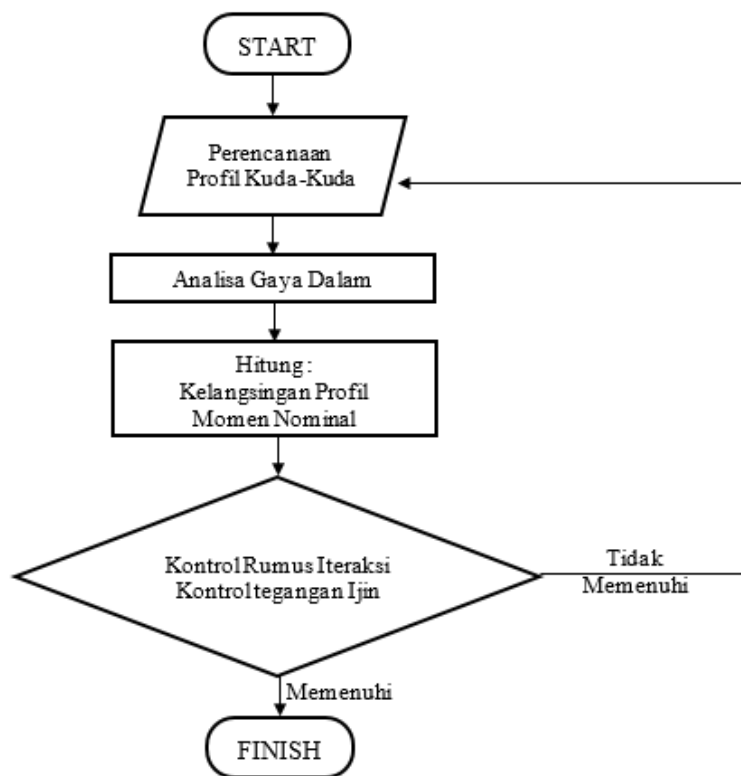 START
Perencanaan
Profil Kuda-Kuda
Analisa Gaya Dalam
Hitung :
Kelangsingan Profil
Momen Nominal
Kontrol Rumus Iteraksi
Kontrol tegangan Ijin
Tidak
Memenuhi
Memenuhi
FINISH